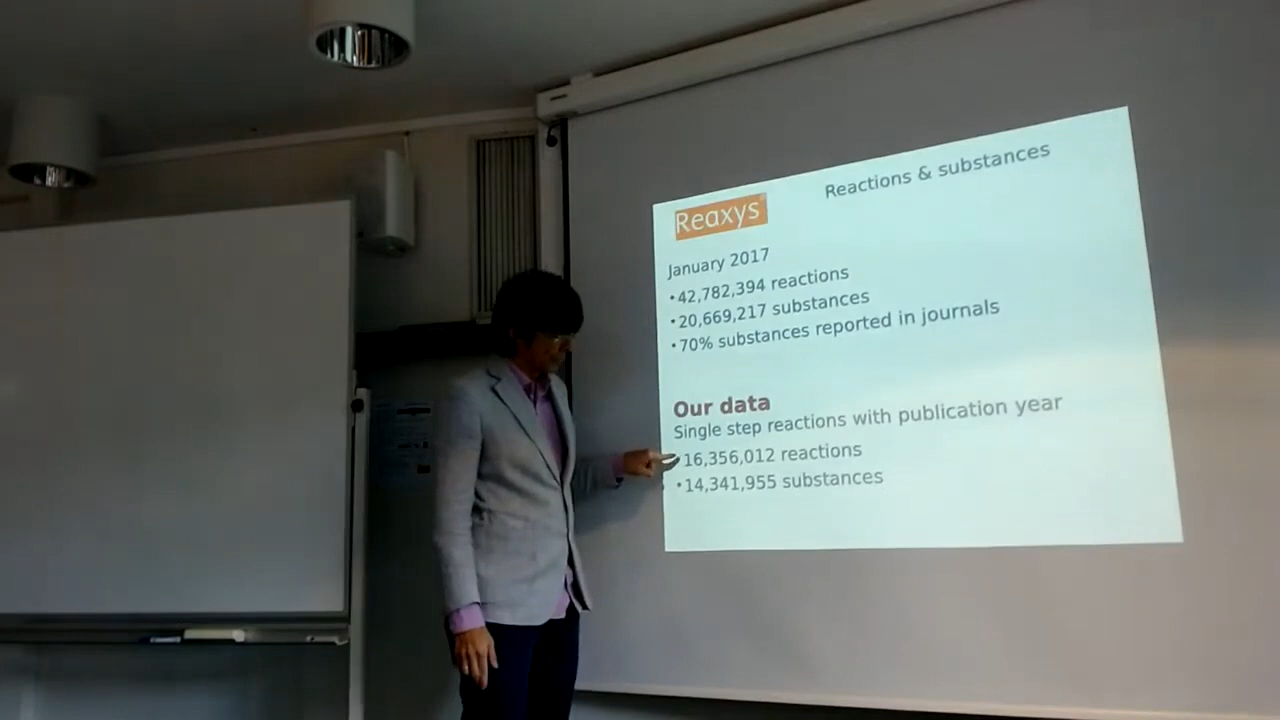 Reactions & substances
Reaxys®
January 2017
•42,782,394 reactions
•20,669,217 substances
•70% substances reported in journals
Our data
Single step reactions with publication year
•16,356,012 reactions
•14,341,955 substances